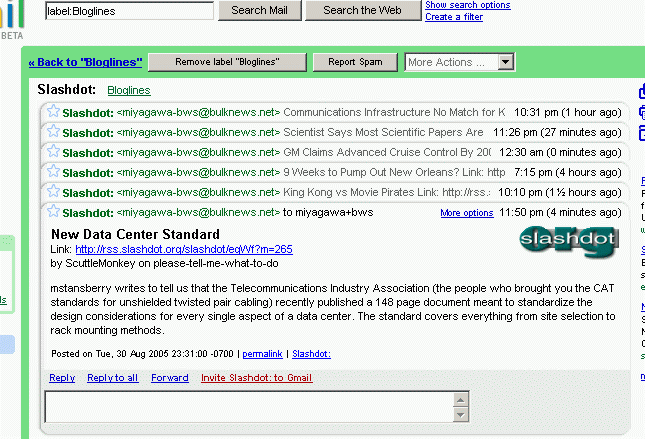 ail
BETA
label:Bloglines
Search Mail
Search the Web
Show search options
Create a filter
« Back to "Bloglines"
Remove label "Bloglines"
Report Spam
More Actions ...
Slashdot: Bloglines
Slashdot: <miyagawa-bws@bulknews.net> Communications Infrastructure No Match for K 10:31 pm (1 hour ago)
Slashdot: <miyagawa-bws@bulknews.net> Scientist Says Most Scientific Papers Are 11:26 pm (27 minutes ago)
Slashdot: <miyagawa-bws@bulknews.net> GM Claims Advanced Cruise Control By 200 12:30 am (0 minutes ago)
Slashdot: <miyagawa-bws@bulknews.net> 9 Weeks to Pump Out New Orleans? Link: http 7:15 pm (4 hours ago)
Slashdot: <miyagawa-bws@bulknews.net> King Kong vs Movie Pirates Link: http://rss.s 10:10 pm (1½ hours ago)
Slashdot: <miyagawa-bws@bulknews.net> to miyagawa+bws More options 11:50 pm (4 minutes ago)
New Data Center Standard
Link: http://rss.slashdot.org/slashdot/eqWf?m=265
by ScuttleMonkey on please-tell-me-what-to-do
slashdot org
mstansberry writes to tell us that the Telecommunications Industry Association (the people who brought you the CAT
standards for unshielded twisted pair cabling) recently published a 148 page document meant to standardize the
design considerations for every single aspect of a data center. The standard covers everything from site selection to
rack mounting methods.
Posted on Tue, 30 Aug 2005 23:31:00 -0700 | permalink | Slashdot:
Reply Reply to all Forward Invite Slashdot: to Gmail